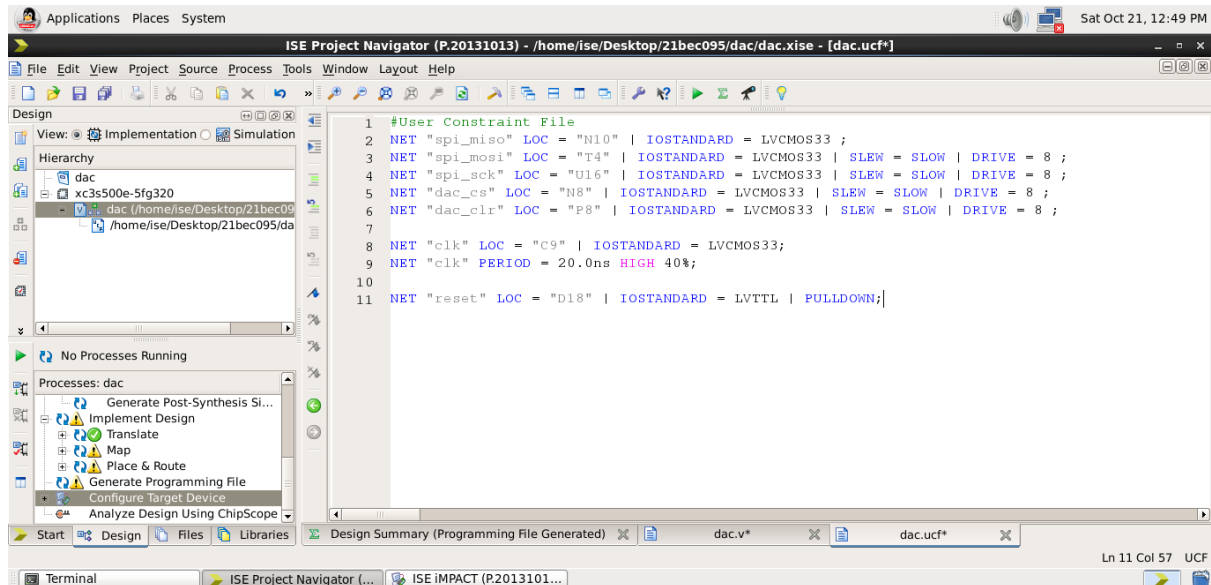 Applications Places System Sat Oct 21, 12:49 PM
ISE Project Navigator (P.20131013) - /home/ise/Desktop/21bec095/dac/dac.xise - [dac.ucf*]
File Edit View Project Source Process Tools Window Layout Help
Design
View: Implementation Simulation
Hierarchy
dac
xc3s500e-5fg320
dac (/home/ise/Desktop/21bec09
/home/ise/Desktop/21bec095/da
No Processes Running
Processes: dac
Generate Post-Synthesis Si...
Implement Design
Translate
Map
Place & Route
Generate Programming File
Configure Target Device
Analyze Design Using ChipScope
Start Design Files Libraries
1 #User Constraint File
2 NET "spi_miso" LOC = "N10" | IOSTANDARD = LVCMOS33 ;
3 NET "spi_mosi" LOC = "T4" | IOSTANDARD = LVCMOS33 | SLEW = SLOW | DRIVE = 8 ;
4 NET "spi_sck" LOC = "U16" | IOSTANDARD = LVCMOS33 | SLEW = SLOW | DRIVE = 8 ;
5 NET "dac_cs" LOC = "N8" | IOSTANDARD = LVCMOS33 | SLEW = SLOW | DRIVE = 8 ;
6 NET "dac_clr" LOC = "P8" | IOSTANDARD = LVCMOS33 | SLEW = SLOW | DRIVE = 8 ;
7
8 NET "clk" LOC = "C9" | IOSTANDARD = LVCMOS33;
9 NET "clk" PERIOD = 20.0ns HIGH 40%;
10
11 NET "reset" LOC = "D18" | IOSTANDARD = LVTTL | PULLDOWN;
Design Summary (Programming File Generated) dac.v* dac.ucf*
Ln 11 Col 57 UCF
Terminal ISE Project Navigator (... ISE iMPACT (P.2013101...